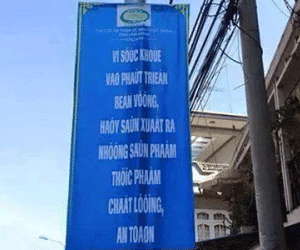 VÌ SÖÙC KHOÛE
VAØ PHAÙT TRIEÅN
BEÀN VÖÕNG,
HAÕY SAÛN XUAÁT RA
NHÖÕNG SAÛN PHAÅM
THÖÏC PHAÅM
CHAÁT LÖÔÏNG,
AN TOAØN